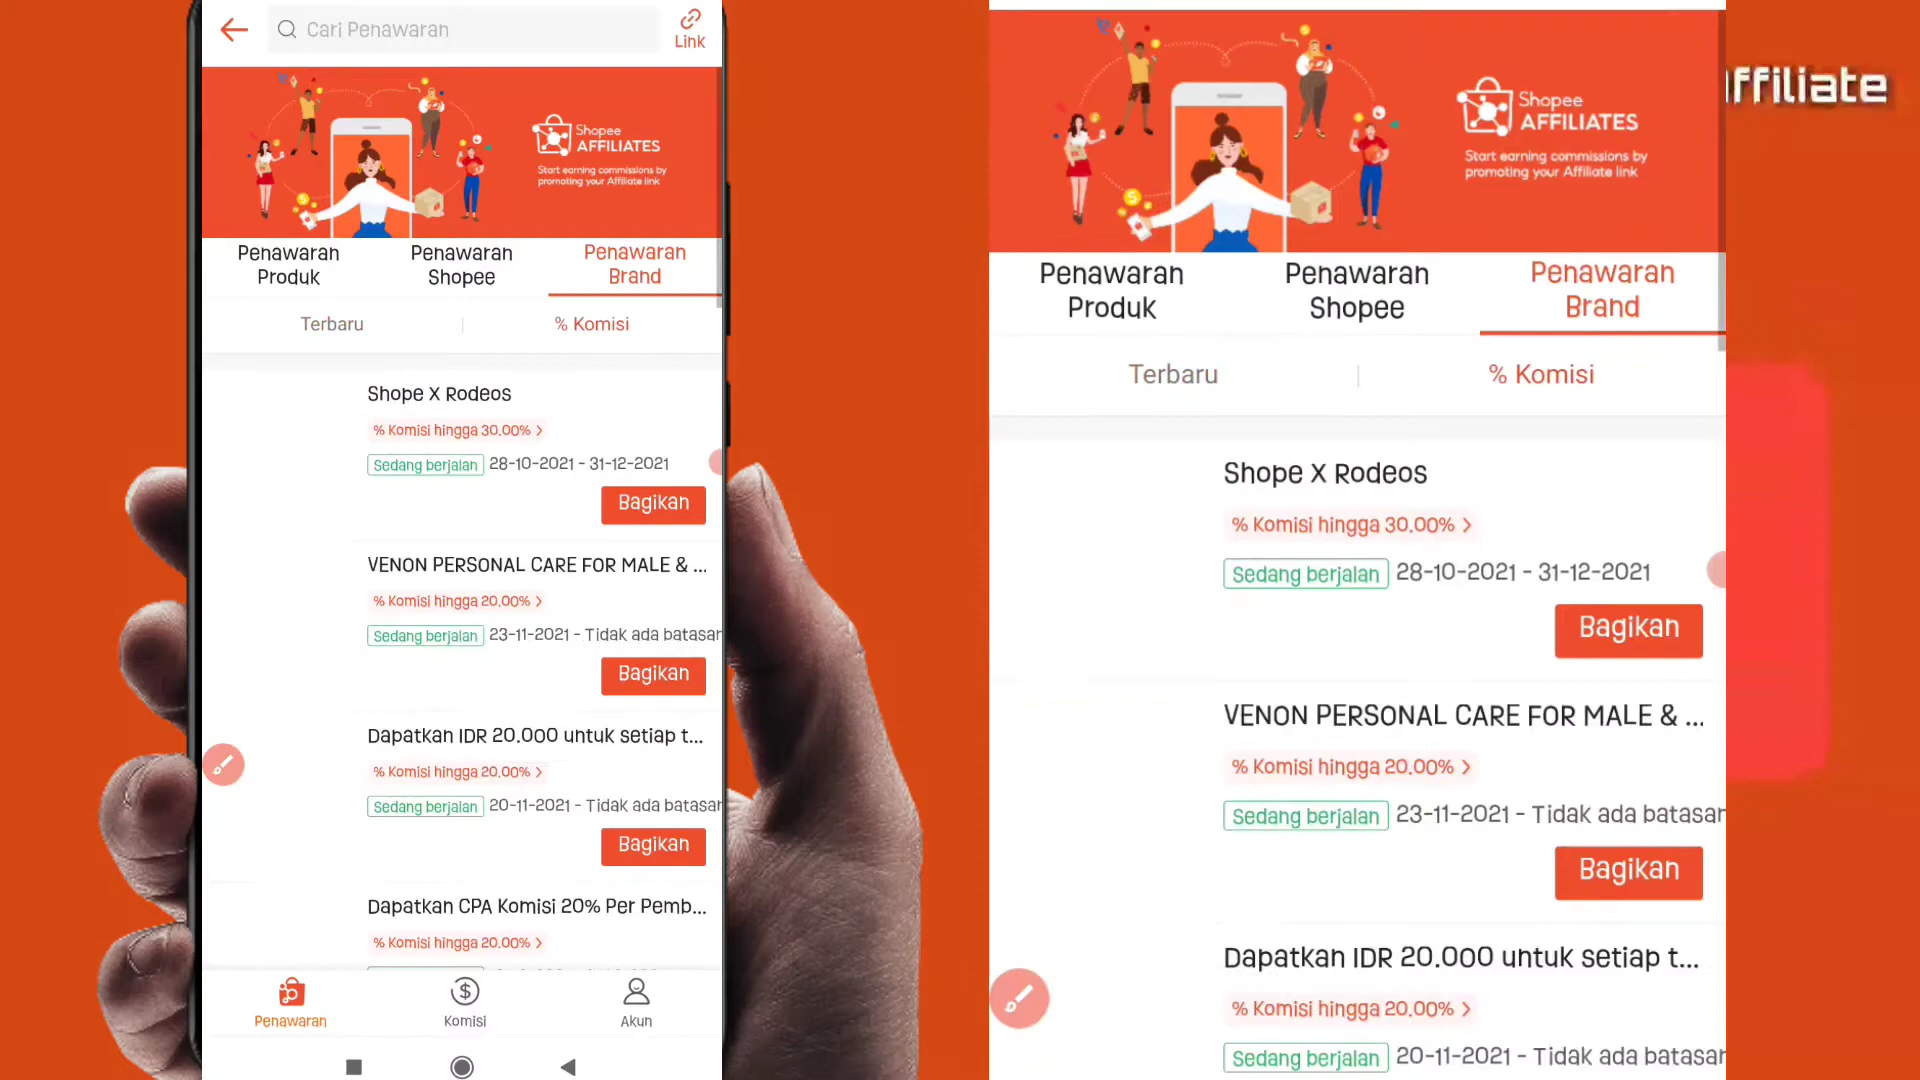 Cari Penawaran
Link
Shopee
AFFILIATES
Start earning commissions by
promoting your Affiliate link
Penawaran
Produk
Penawaran
Shopee
Penawaran
Brand
Terbaru
% Komisi
Shope X Rodeos
% Komisi hingga 30.00% >
Sedang berjalan 28-10-2021 - 31-12-2021
Bagikan
VENON PERSONAL CARE FOR MALE & ...
% Komisi hingga 20.00% >
Sedang berjalan 23-11-2021 - Tidak ada batasan
Bagikan
Dapatkan IDR 20.000 untuk setiap t...
% Komisi hingga 20.00% >
Sedang berjalan 20-11-2021 - Tidak ada batasan
Bagikan
Dapatkan CPA Komisi 20% Per Pemb...
% Komisi hingga 20.00% >
Penawaran
Komisi
Akun
Shopee
AFFILIATES
Start earning commissions by
promoting your Affiliate link
Penawaran
Produk
Penawaran
Shopee
Penawaran
Brand
Terbaru
% Komisi
Shope X Rodeos
% Komisi hingga 30.00% >
Sedang berjalan 28-10-2021 - 31-12-2021
Bagikan
VENON PERSONAL CARE FOR MALE & ...
% Komisi hingga 20.00% >
Sedang berjalan 23-11-2021 - Tidak ada batasan
Bagikan
Dapatkan IDR 20.000 untuk setiap t...
% Komisi hingga 20.00% >
Sedang berjalan 20-11-2021 - Tidak ada batasan
ffiliate